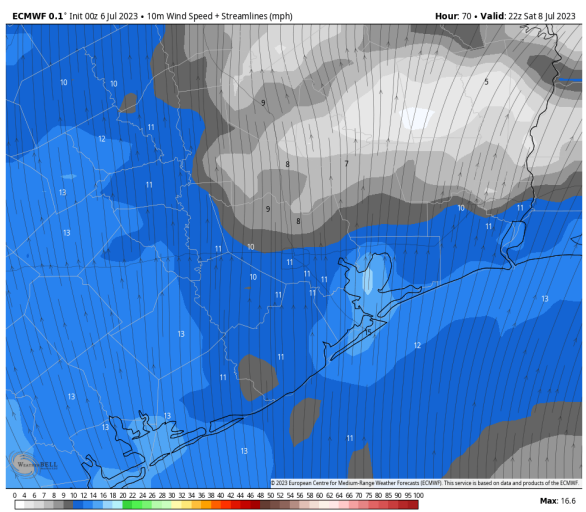 ECMWF 0.1° Init 00z 6 Jul 2023 • 10m Wind Speed + Streamlines (mph) Hour: 70 • Valid: 22z Sat 8 Jul 2023
10 10 5
9
11
12
8 7
13 11
9 10 11
13 8 11
11 10
11
10 11 11
11 11 13
13 15
12
11
11
13
13
13 11
13
WeatherBELL
© 2023 European Centre for Medium-Range Weather Forecasts (ECMWF). This service is based on data and products of the ECMWF.
0 4 6 7 8 9 10 12 14 16 18 20 22 24 26 28 30 32 34 36 38 40 42 44 46 48 50 52 54 56 58 60 62 64 66 68 70 75 80 85 90 95 100
Max: 16.6